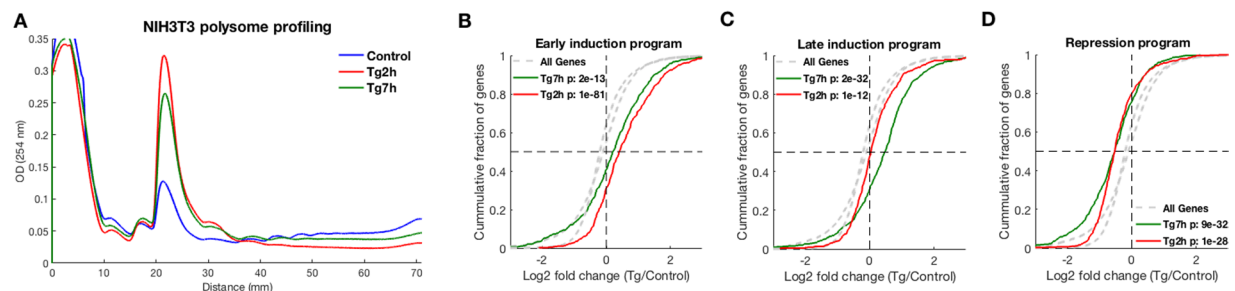 A
NIH3T3 polysome profiling
0.35
0.3
0.25
0.2
0.15
0.1
0.05
0
OD (254 nm)
0 10 20 30 40 50 60 70
Distance (mm)
Control
Tg2h
Tg7h
B
Early induction program
All Genes
Tg7h p: 2e-13
Tg2h p: 1e-81
1
0.8
0.6
0.4
0.2
0
Cummulative fraction of genes
-2 0 2
Log2 fold change (Tg/Control)
C
Late induction program
All Genes
Tg7h p: 2e-32
Tg2h p: 1e-12
1
0.8
0.6
0.4
0.2
0
Cummulative fraction of genes
-2 0 2
Log2 fold change (Tg/Control)
D
Repression program
1
0.8
0.6
0.4
0.2
0
Cummulative fraction of genes
All Genes
Tg7h p: 9e-32
Tg2h p: 1e-28
-2 0 2
Log2 fold change (Tg/Control)